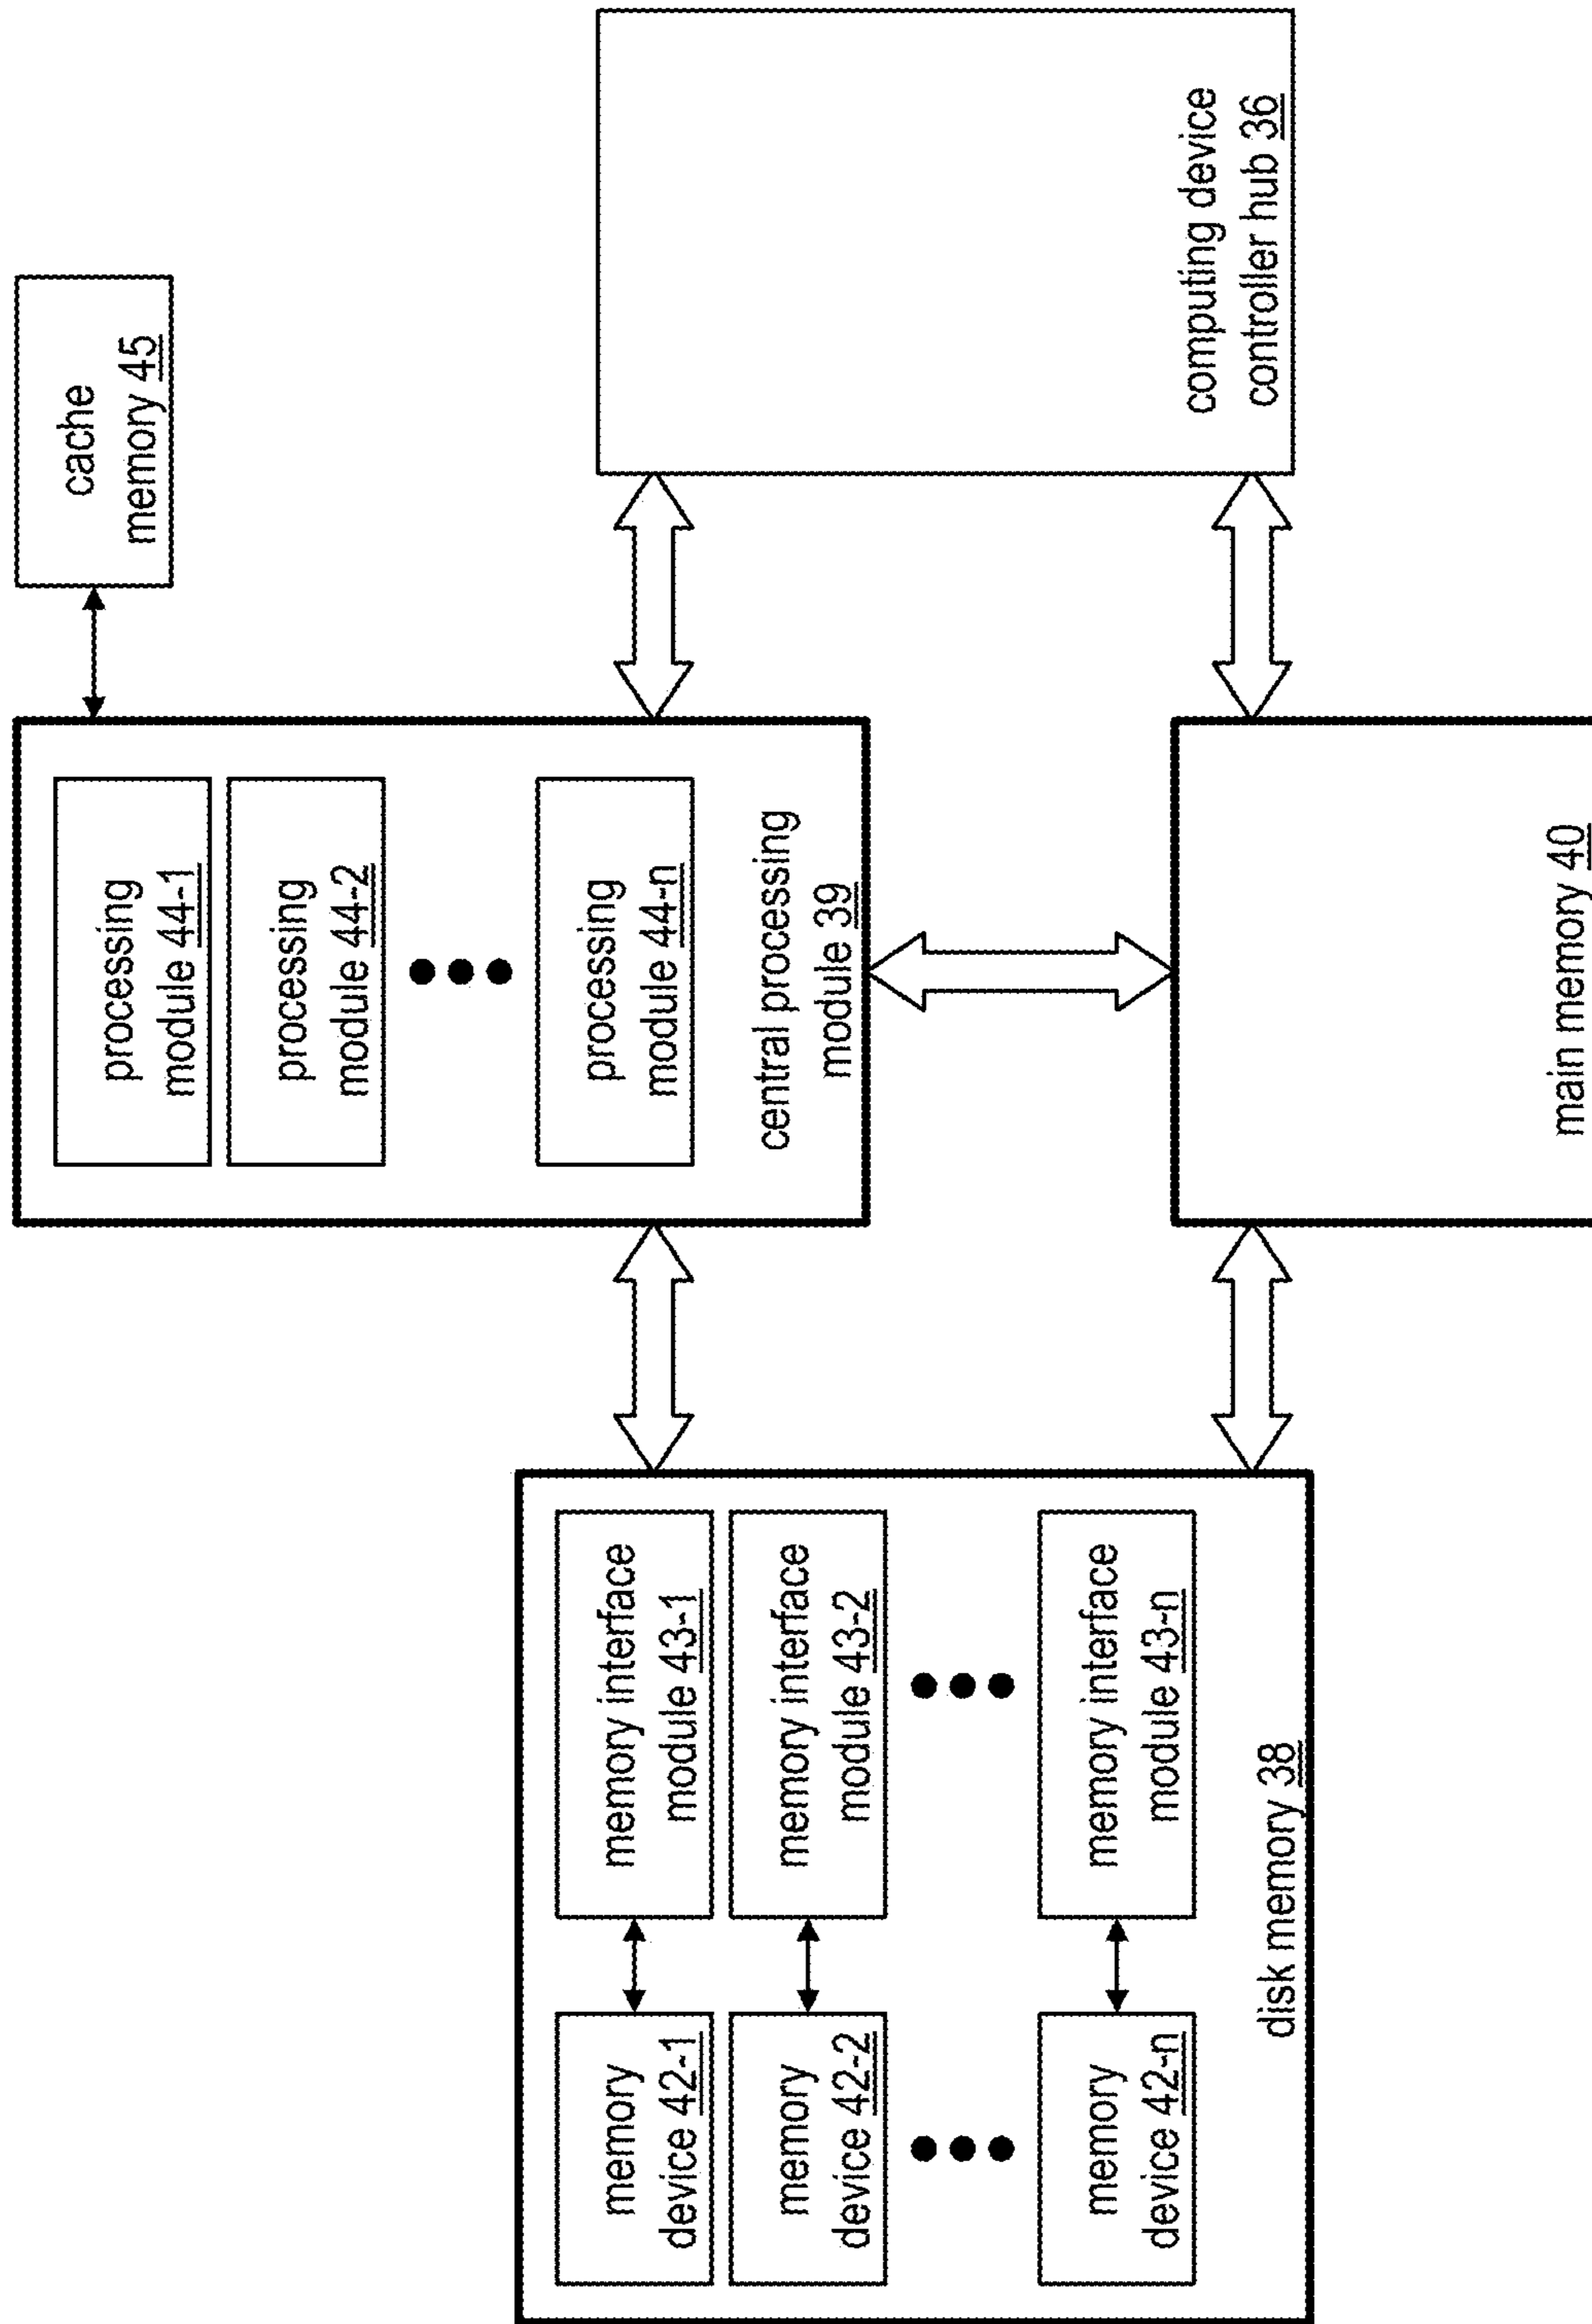 memory
device 42-1
memory interface
module 43-1
memory
device 42-2
memory interface
module 43-2
memory
device 42-n
memory interface
module 43-n
disk memory 38
processing
module 44-1
processing
module 44-2
processing
module 44-n
central processing
module 39
main memory 40
cache
memory 45
computing device
controller hub 36